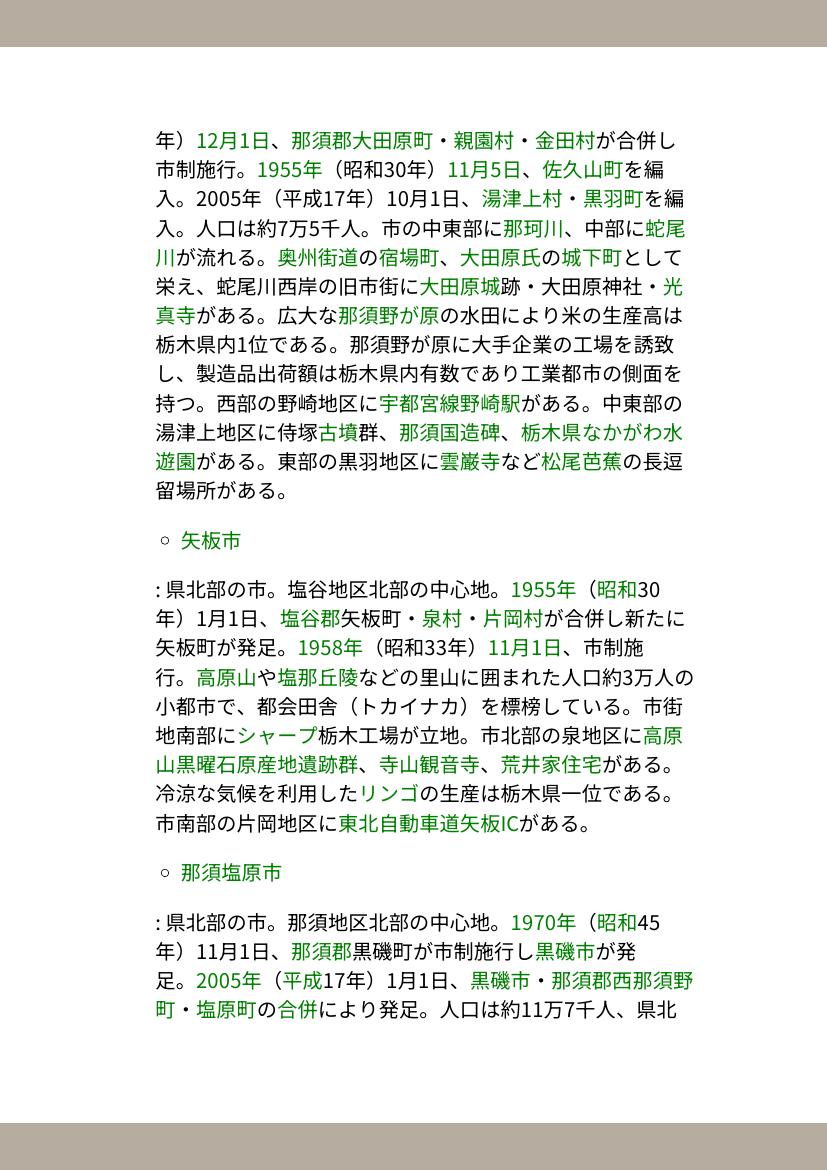 年）12月1日、那須郡大田原町・親園村・金田村が合併し
市制施行。1955年（昭和30年）11月5日、佐久山町を編
入。2005年（平成17年）10月1日、湯津上村・黒羽町を編
入。人口は約7万5千人。市の中東部に那珂川、中部に蛇尾
川が流れる。奥州街道の宿場町、大田原氏の城下町として
栄え、蛇尾川西岸の旧市街に大田原城跡・大田原神社・光
真寺がある。広大な那須野が原の水田により米の生産高は
栃木県内1位である。那須野が原に大手企業の工場を誘致
し、製造品出荷額は栃木県内有数であり工業都市の側面を
持つ。西部の野崎地区に宇都宮線野崎駅がある。中東部の
湯津上地区に侍塚古墳群、那須国造碑、栃木県なかがわ水
遊園がある。東部の黒羽地区に雲巌寺など松尾芭蕉の長逗
留場所がある。
○ 矢板市
: 県北部の市。塩谷地区北部の中心地。1955年（昭和30
年）1月1日、塩谷郡矢板町・泉村・片岡村が合併し新たに
矢板町が発足。1958年（昭和33年）11月1日、市制施
行。高原山や塩那丘陵などの里山に囲まれた人口約3万人の
小都市で、都会田舎（トカイナカ）を標榜している。市街
地南部にシャープ栃木工場が立地。市北部の泉地区に高原
山黒曜石原産地遺跡群、寺山観音寺、荒井家住宅がある。
冷涼な気候を利用したリンゴの生産は栃木県一位である。
市南部の片岡地区に東北自動車道矢板ICがある。
○ 那須塩原市
: 県北部の市。那須地区北部の中心地。1970年（昭和45
年）11月1日、那須郡黒磯町が市制施行し黒磯市が発
足。2005年（平成17年）1月1日、黒磯市・那須郡西那須野
町・塩原町の合併により発足。人口は約11万7千人、県北